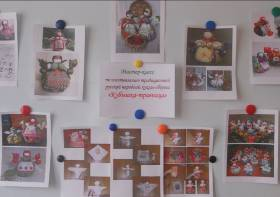 Мастер-класс
по изготовлению традиционной
русской народной куклы-оберега
«Кубышка-травница»